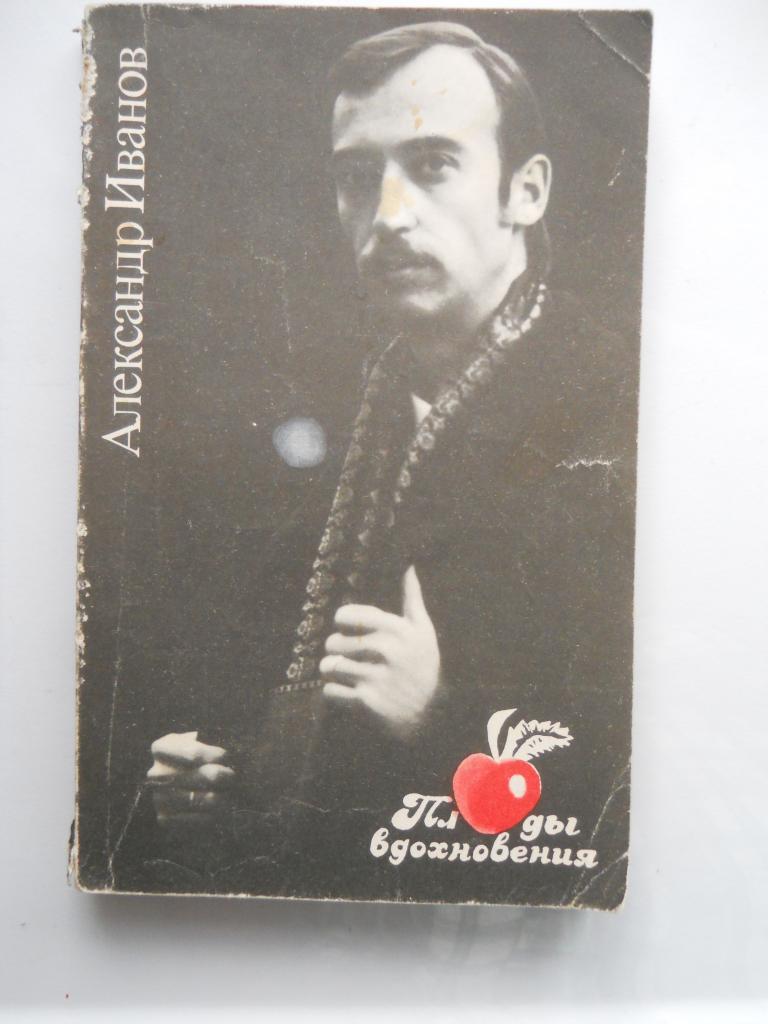 Александр Иванов
Плоды
вдохновения